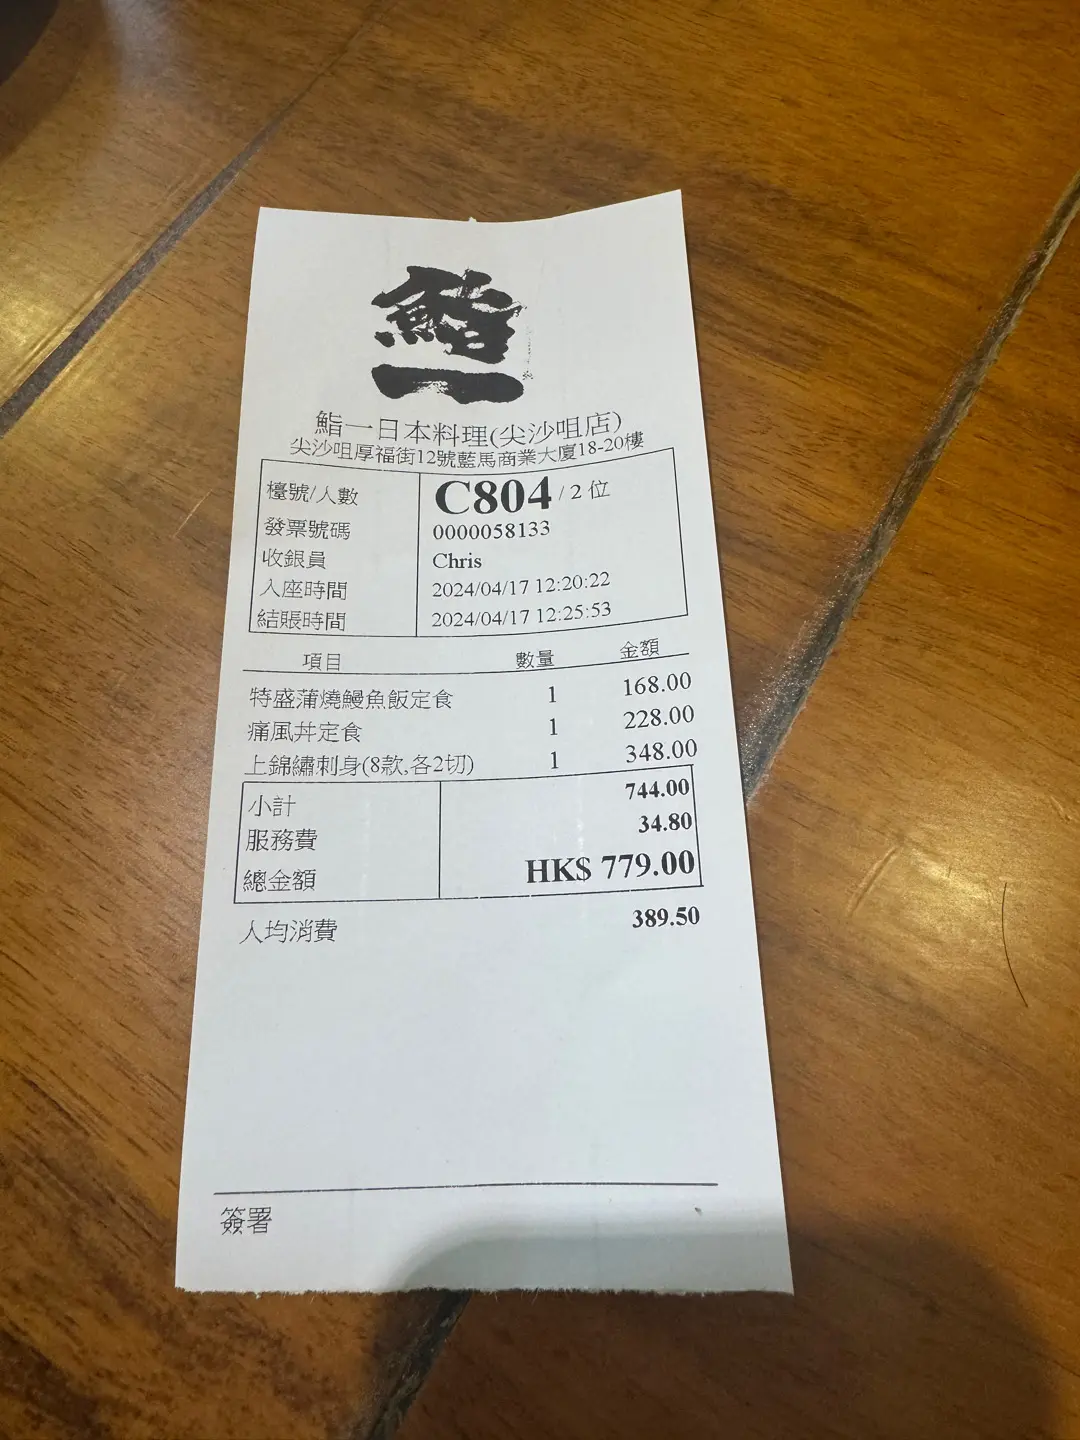 鮨
一
鮨一日本料理(尖沙咀店)
尖沙咀厚福街12號藍馬商業大廈18-20樓
檯號/人數 C804 / 2 位
發票號碼 0000058133
收銀員 Chris
入座時間 2024/04/17 12:20:22
結賬時間 2024/04/17 12:25:53
項目 數量 金額
特盛蒲燒鰻魚飯定食 1 168.00
痛風丼定食 1 228.00
上錦繡刺身(8款,各2切) 1 348.00
小計 744.00
服務費 34.80
總金額 HK$ 779.00
人均消費 389.50
簽署